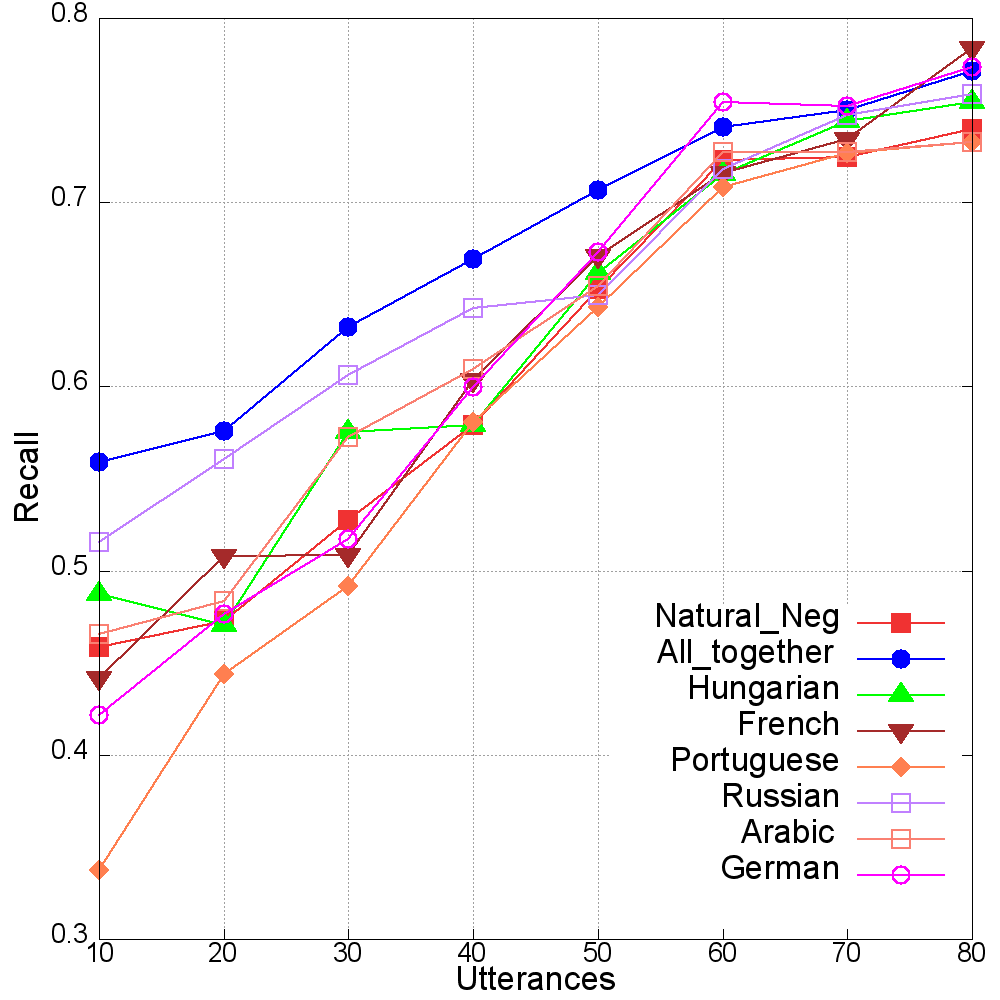 0.8
0.7
0.6
0.5
0.4
0.3
Recall
10 20 30 40 50 60 70 80
Utterances
Natural_Neg
All_together
Hungarian
French
Portuguese
Russian
Arabic
German